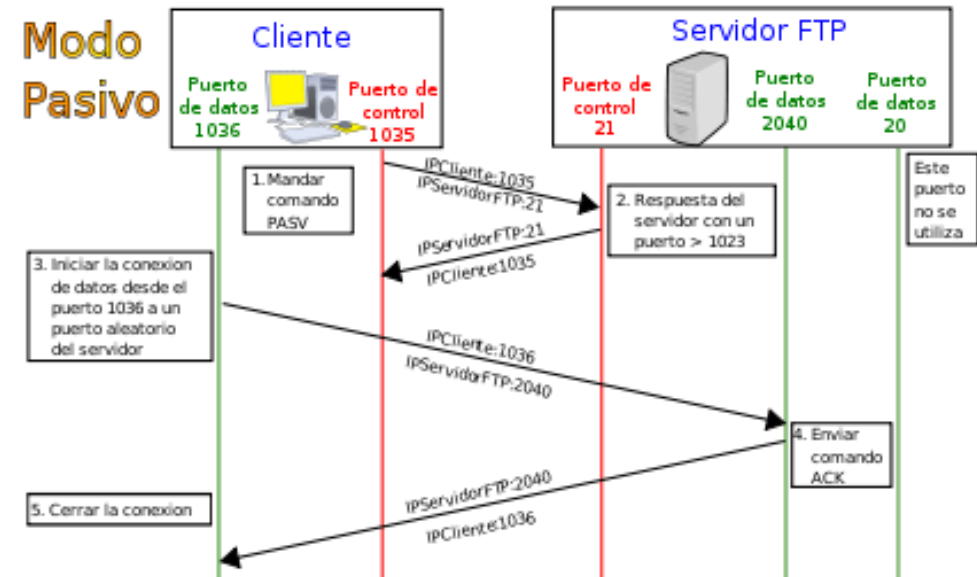 Modo
Pasivo
Cliente
Puerto
de datos
1036
Puerto de
control
1035
Servidor FTP
Puerto de
control
21
Puerto
de datos
2040
Puerto
de datos
20
1. Mandar
comando
PASV
IPCliente:1035
IPServidorFTP:21
2. Respuesta del
servidor con un
puerto > 1023
Este
puerto
no se
utiliza
IPServidorFTP:21
IPCliente:1035
3. Iniciar la conexion
de datos desde el
puerto 1036 a un
puerto aleatorio
del servidor
IPCliente:1036
IPServidorFTP:2040
4. Enviar
comando
ACK
IPServidorFTP:2040
IPCliente:1036
5. Cerrar la conexion